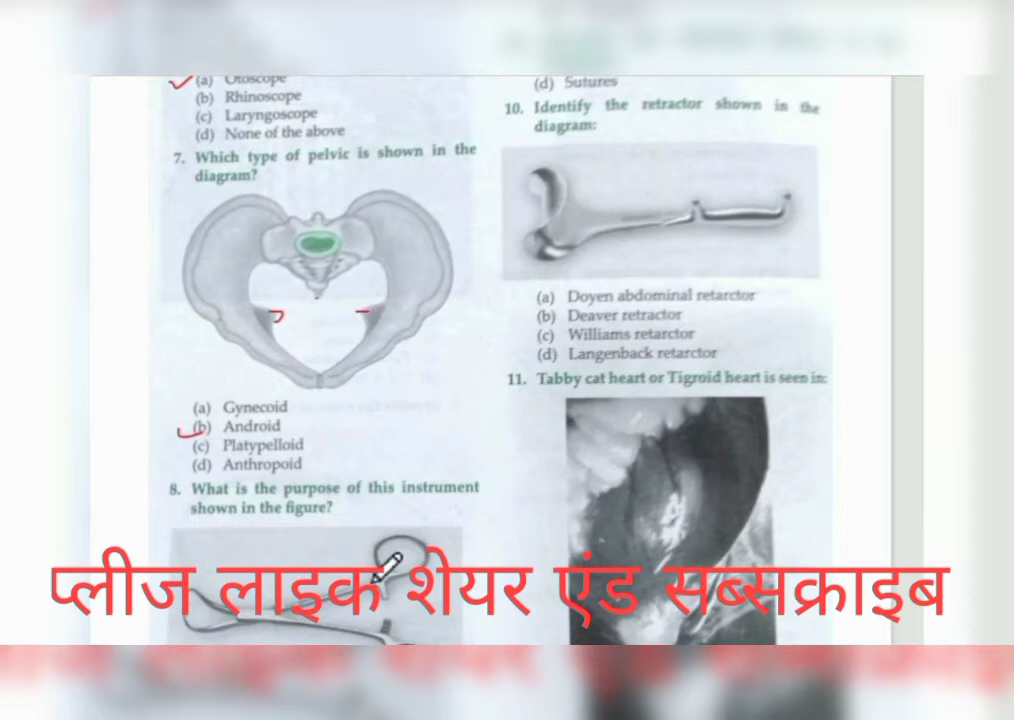 (a) Otoscope
(b) Rhinoscope
(c) Laryngoscope
(d) None of the above
7. Which type of pelvic is shown in the
diagram?
(a) Gynecoid
(b) Android
(c) Platypelloid
(d) Anthropoid
8. What is the purpose of this instrument
shown in the figure?
(d) Sutures
10. Identify the retractor shown in the
diagram:
(a) Doyen abdominal retarctor
(b) Deaver retractor
(c) Williams retarctor
(d) Langenback retarctor
11. Tabby cat heart or Tigroid heart is seen in:
प्लीज लाइक शेयर एंड सब्सक्राइब